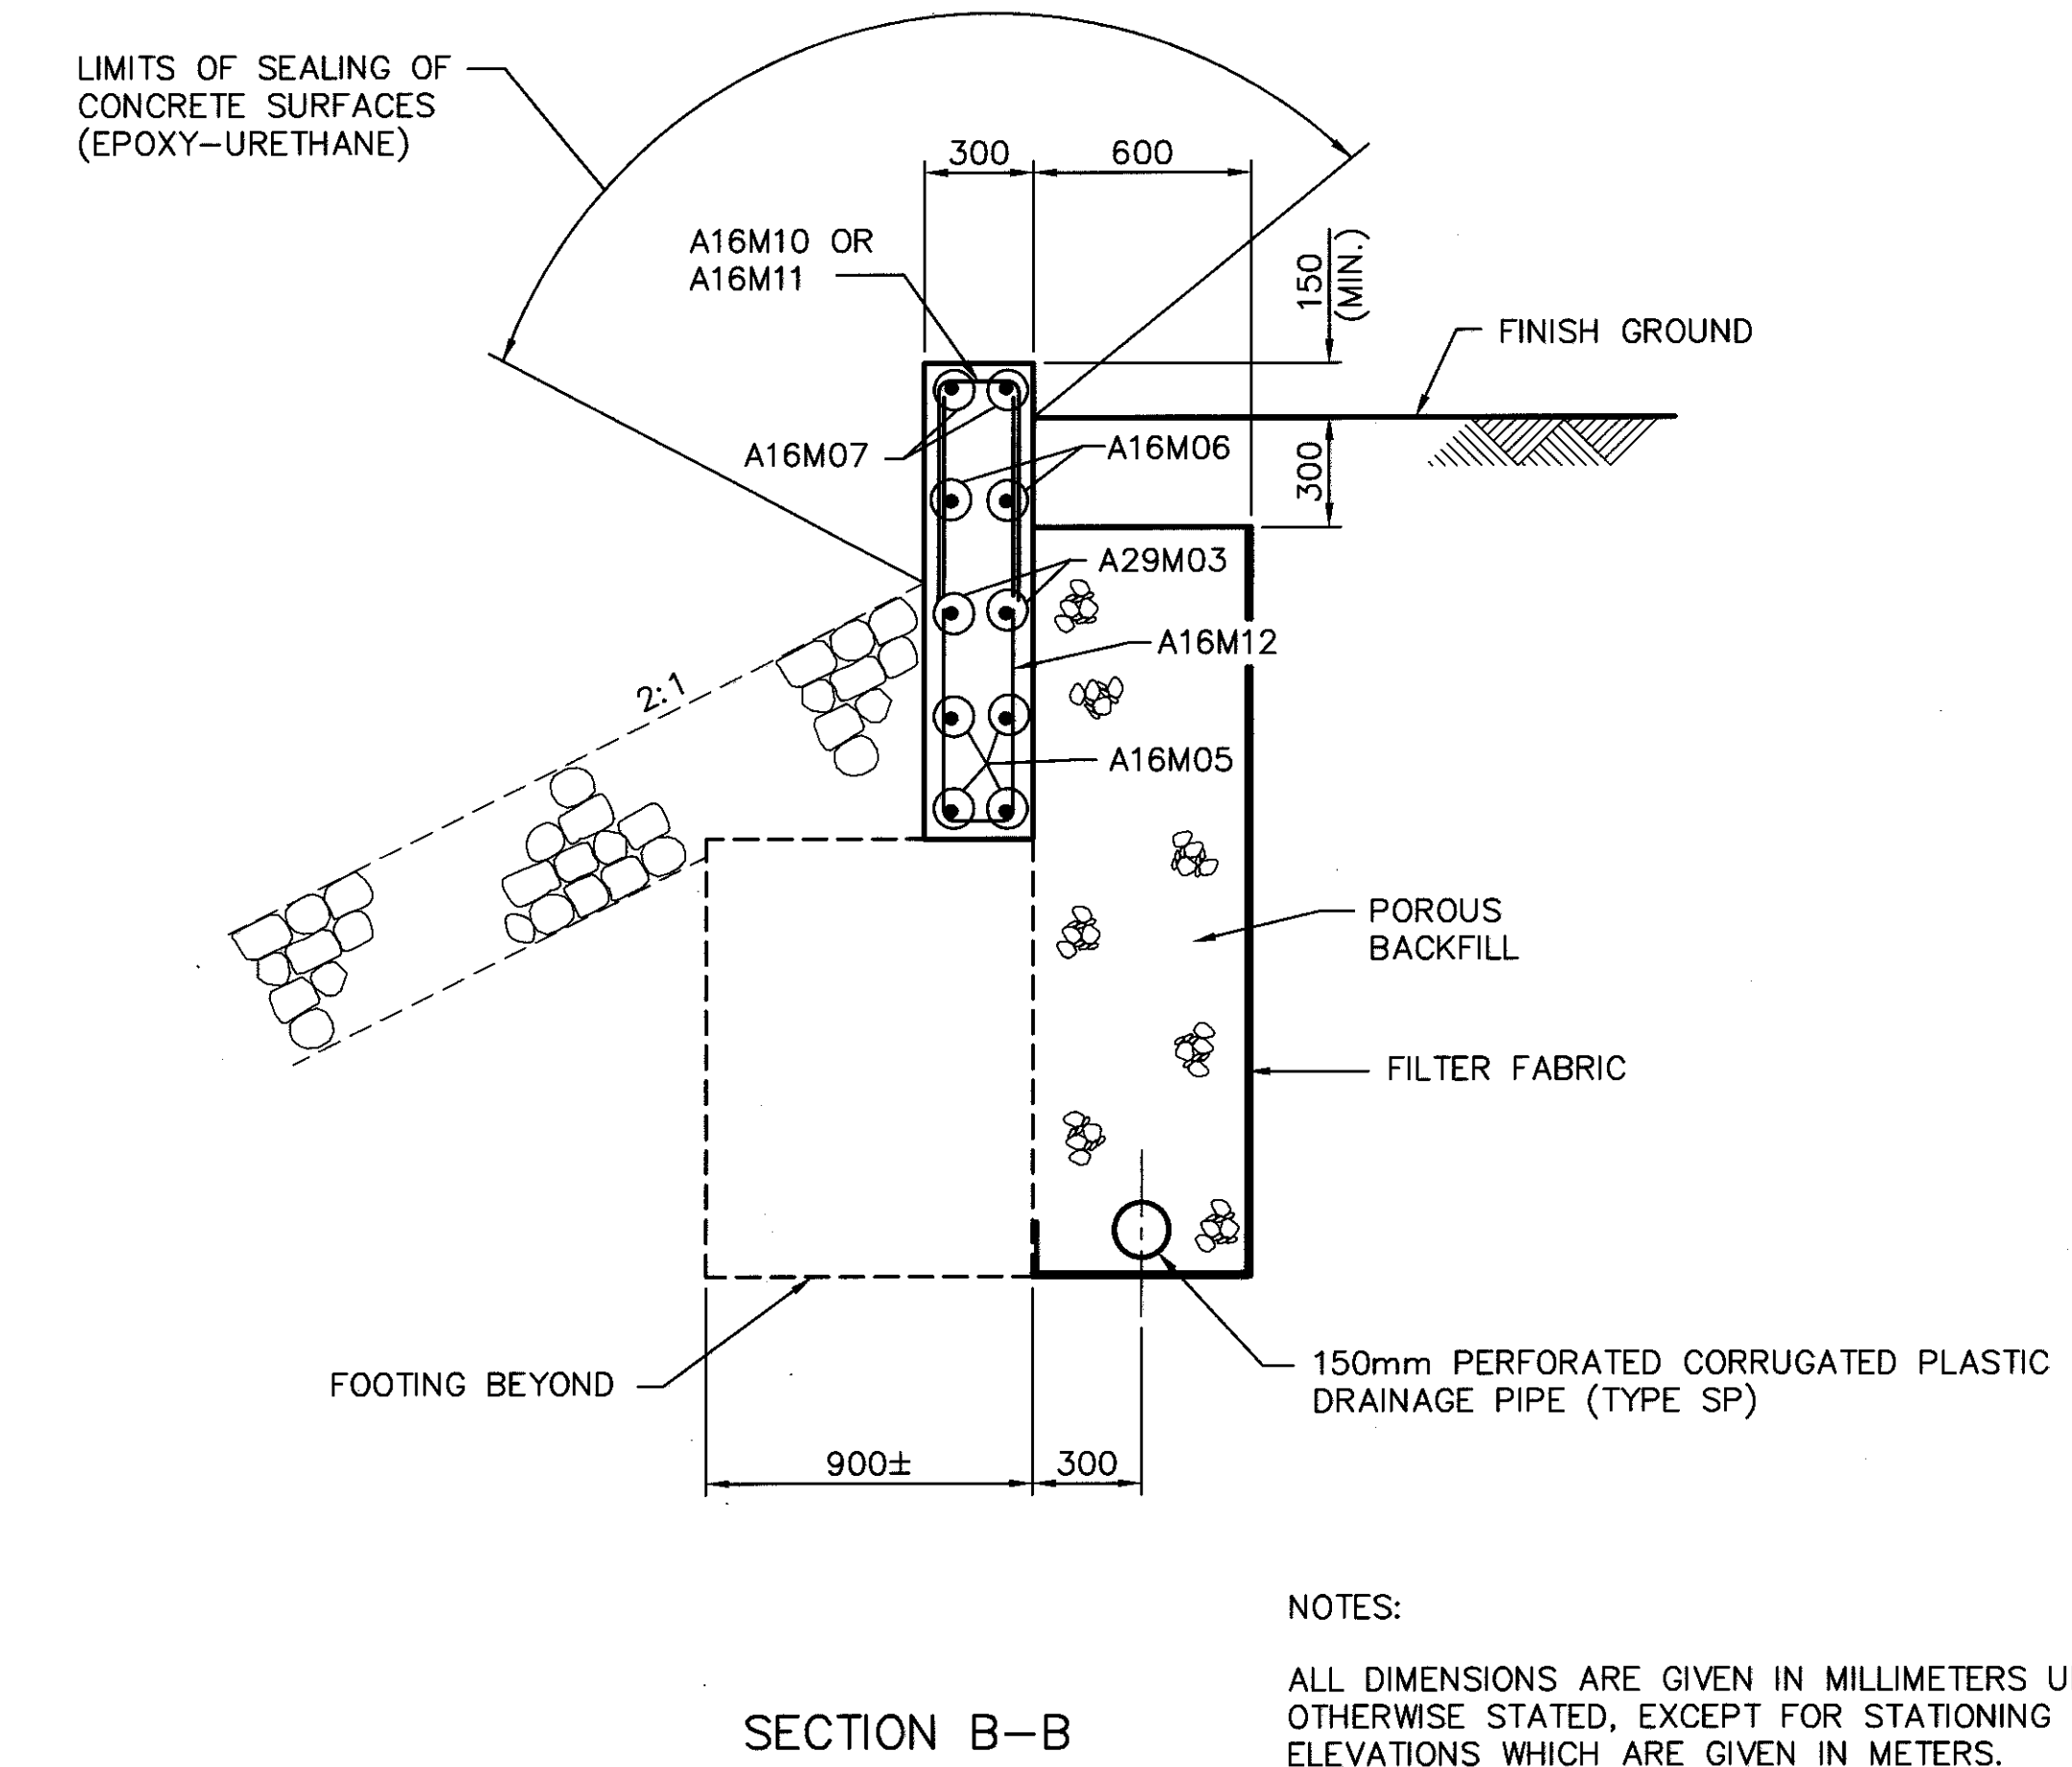 LIMITS OF SEALING OF
CONCRETE SURFACES
(EPOXY-URETHANE)
300
600
A16M10 OR
A16M11
150
(MIN.)
FINISH GROUND
A16M07
A16M06
300
A29M03
A16M12
2:1
A16M05
POROUS
BACKFILL
FILTER FABRIC
150mm PERFORATED CORRUGATED PLASTIC
DRAINAGE PIPE (TYPE SP)
FOOTING BEYOND
900±
300
NOTES:
ALL DIMENSIONS ARE GIVEN IN MILLIMETERS
OTHERWISE STATED, EXCEPT FOR STATIONING
ELEVATIONS WHICH ARE GIVEN IN METERS.
SECTION B-B